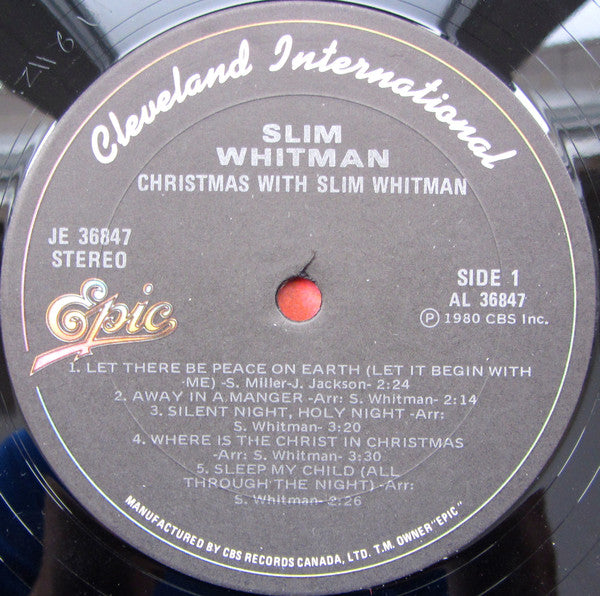 Cleveland International
SLIM
WHITMAN
CHRISTMAS WITH SLIM WHITMAN
JE 36847
STEREO
SIDE 1
AL 36847
℗ 1980 CBS Inc.
Epic
1. LET THERE BE PEACE ON EARTH (LET IT BEGIN WITH
ME) -S. Miller-J. Jackson- 2:24
2. AWAY IN A MANGER -Arr: S. Whitman- 2:14
3. SILENT NIGHT, HOLY NIGHT -Arr:
S. Whitman- 3:20
4. WHERE IS THE CHRIST IN CHRISTMAS
-Arr: S. Whitman- 3:30
5. SLEEP MY CHILD (ALL
THROUGH THE NIGHT) -Arr:
S. Whitman- 2:26
MANUFACTURED BY CBS RECORDS CANADA, LTD. T.M. OWNER "EPIC"